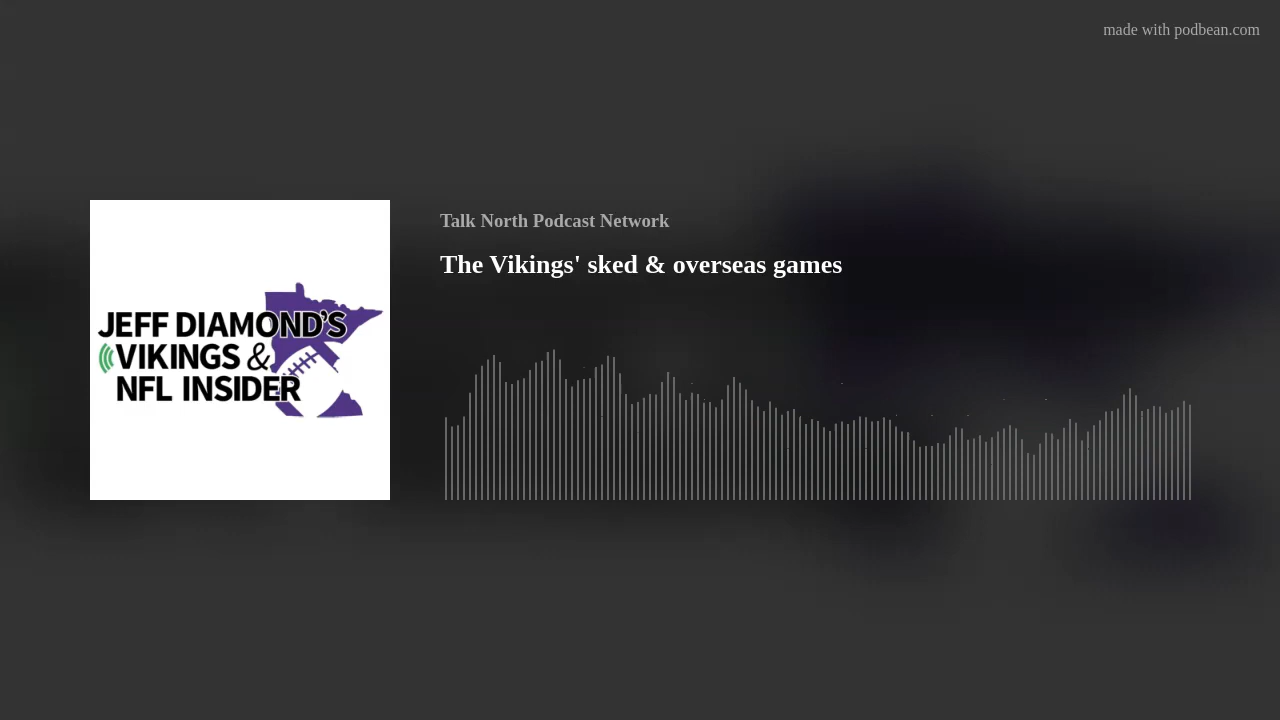 made with podbean.com
Talk North Podcast Network
The Vikings' sked & overseas games
JEFF DIAMOND'S
VIKINGS &
NFL INSIDER